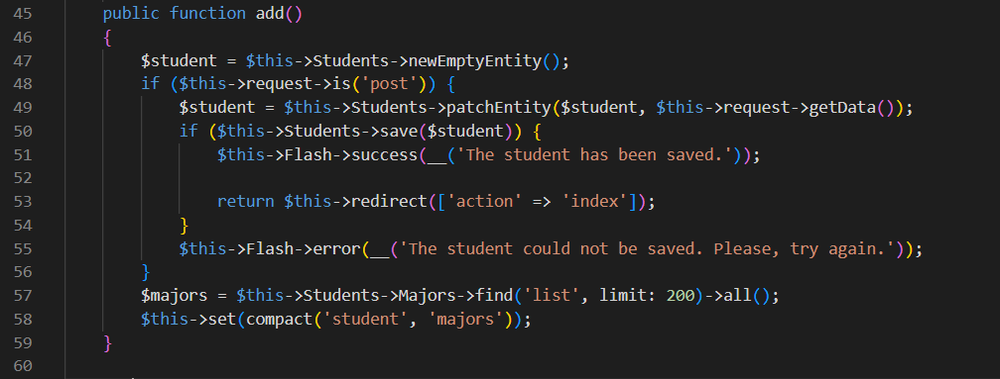 45 public function add()
46 {
47 $student = $this->Students->newEmptyEntity();
48 if ($this->request->is('post')) {
49 $student = $this->Students->patchEntity($student, $this->request->getData());
50 if ($this->Students->save($student)) {
51 $this->Flash->success(__('The student has been saved.'));
52
53 return $this->redirect(['action' => 'index']);
54 }
55 $this->Flash->error(__('The student could not be saved. Please, try again.'));
56 }
57 $majors = $this->Students->Majors->find('list', limit: 200)->all();
58 $this->set(compact('student', 'majors'));
59 }
60